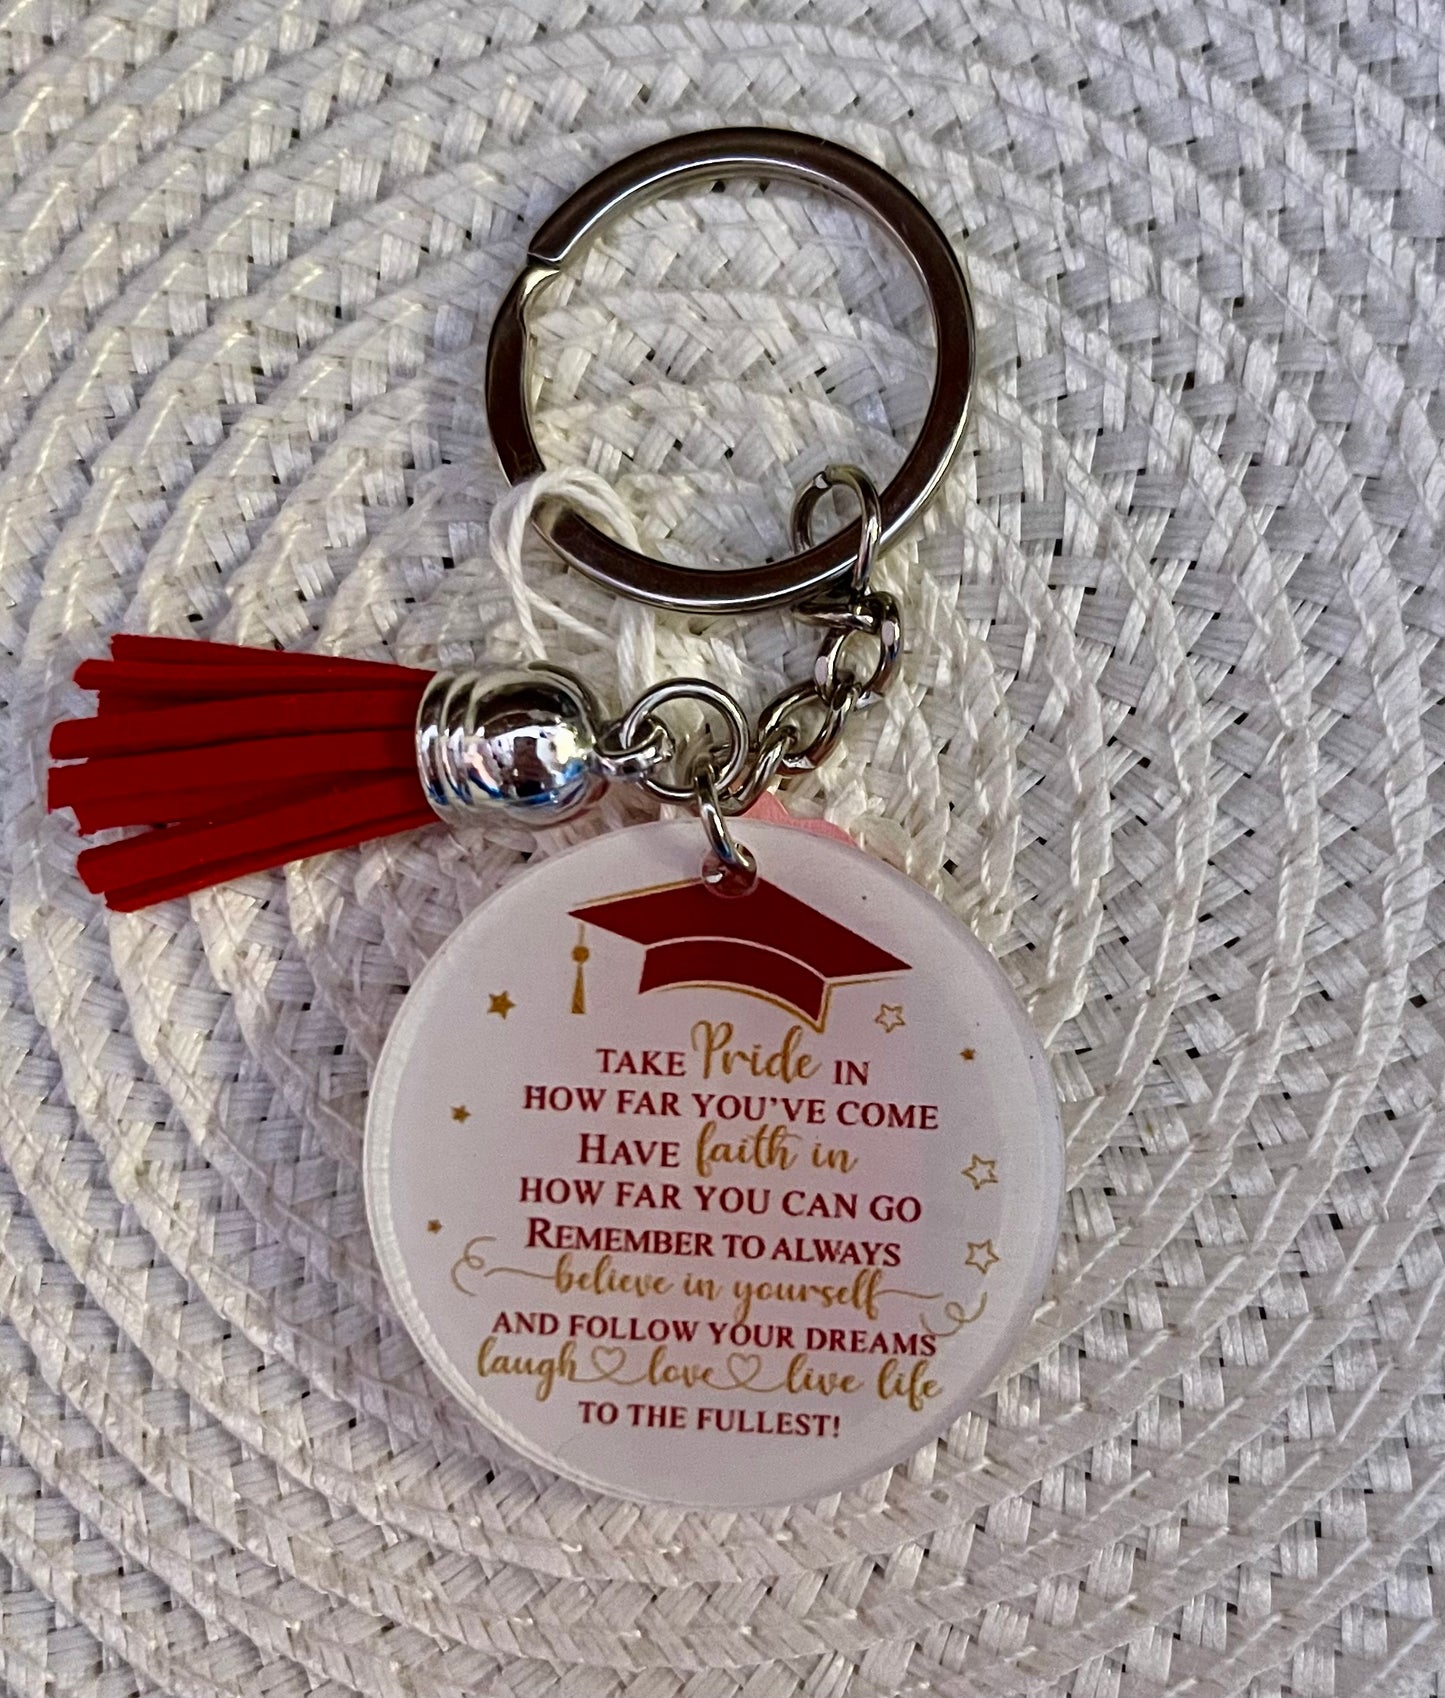 TAKE Pride IN
HOW FAR YOU'VE COME
HAVE faith in
HOW FAR YOU CAN GO
REMEMBER TO ALWAYS
believe in yourself
AND FOLLOW YOUR DREAMS
laugh love live life
TO THE FULLEST!